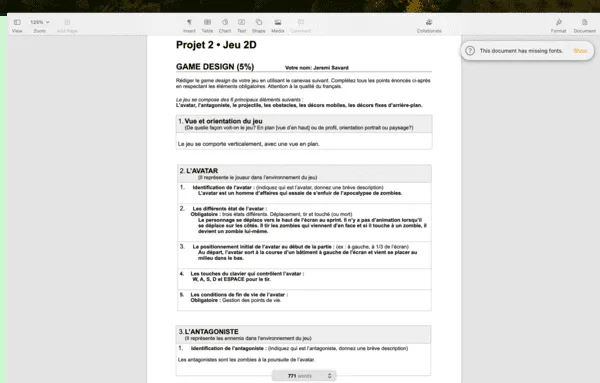 120%
View
Zoom
Add Page
Insert
Table
Chart
Text
Shape
Media
Comment
Collaborate
Format
Document
This document has missing fonts.
Show
Projet 2 • Jeu 2D
GAME DESIGN (5%)
Votre nom: Jeremi Savard
Rédiger le game design de votre jeu en utilisant le canevas suivant. Complétez tous les points énoncés ci-après
en respectant les éléments obligatoires. Attention à la qualité du français.
Le jeu se compose des 6 principaux éléments suivants :
L'avatar, l'antagoniste, le projectile, les obstacles, les décors mobiles, les décors fixes d'arrière-plan.
1. Vue et orientation du jeu
(De quelle façon voit-on le jeu? En plan [vue d'en haut] ou de profil, orientation portrait ou paysage?)
Le jeu se comporte verticalement, avec une vue en plan.
2. L'AVATAR
(Il représente le joueur dans l'environnement du jeu)
1. Identification de l'avatar : (indiquez qui est l'avatar, donnez une brève description)
L'avatar est un homme d'affaires qui essaie de s'enfuir de l'apocalypse de zombies.
2. Les différents état de l'avatar :
Obligatoire : trois états différents. Déplacement, tir et touché (ou mort)
Le personnage se déplace vers le haut de l'écran au sprint. Il n'y a pas d'animation lorsqu'il
se déplace sur les côtés. Il tir les zombies qui viennent d'en face et si il touche à un zombie, il
devient un zombie lui-même.
3. Le positionnement initial de l'avatar au début de la partie : (ex : à gauche, à 1/3 de l'écran)
Au départ, l'avatar sort à la course d'un bâtiment à gauche de l'écran et vient se placer au
milieu dans le bas.
4. Les touches du clavier qui contrôlent l'avatar :
W, A, S, D et ESPACE pour le tir.
5. Les conditions de fin de vie de l'avatar :
Obligatoire : Gestion des points de vie.
3. L'ANTAGONISTE
(Il représente les ennemis dans l'environnement du jeu)
1. Identification de l'antagoniste : (indiquez qui est l'antagoniste, donnez une brève description)
Les antagonistes sont les zombies à la poursuite de l'avatar.
771 words